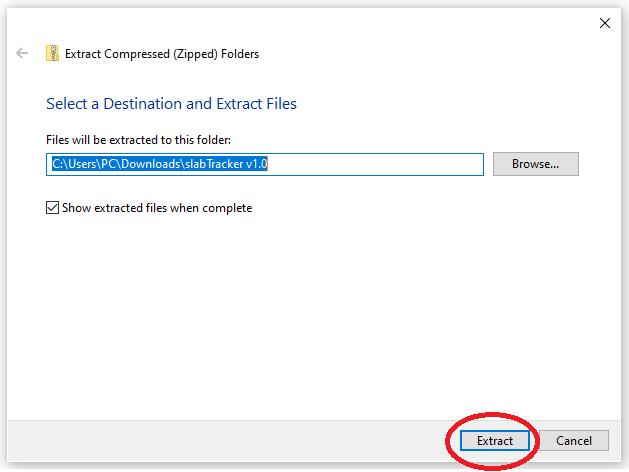 Extract Compressed (Zipped) Folders
Select a Destination and Extract Files
Files will be extracted to this folder:
C:\Users\PC\Downloads\slabTracker v1.0
Browse...
Show extracted files when complete
Extract
Cancel